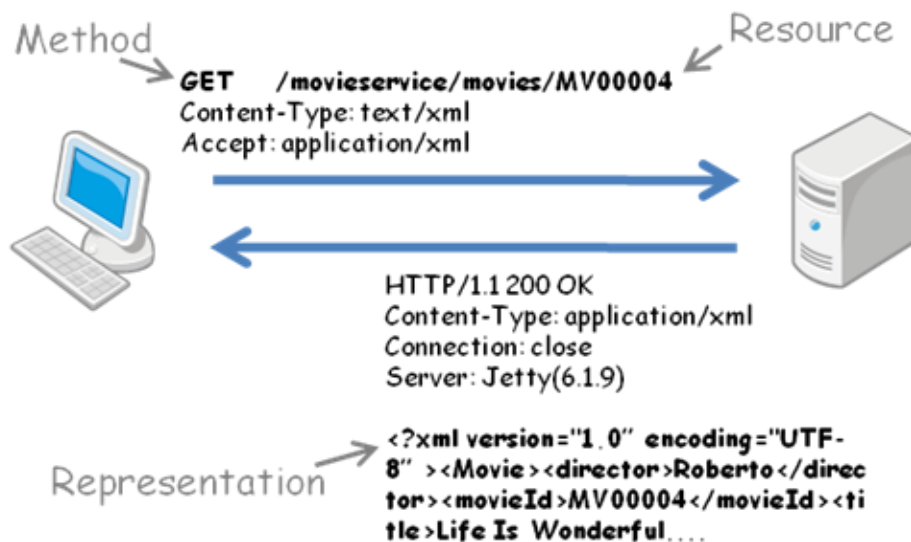 Method
Resource
GET /movieservice/movies/MV00004
Content-Type: text/xml
Accept: application/xml
HTTP/1.1 200 OK
Content-Type: application/xml
Connection: close
Server: Jetty(6.1.9)
<?xml version="1.0" encoding="UTF-
8" ><Movie><director>Roberto</direc
tor><movieId>MV00004</movieId><ti
tle>Life Is Wonderful....
Representation